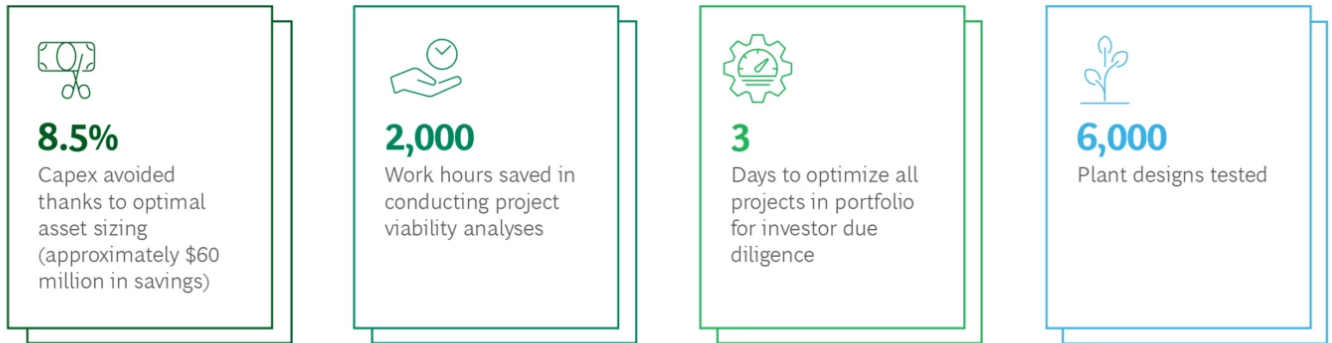 8.5%
Capex avoided
thanks to optimal
asset sizing
(approximately $60
million in savings)
2,000
Work hours saved in
conducting project
viability analyses
3
Days to optimize all
projects in portfolio
for investor due
diligence
6,000
Plant designs tested